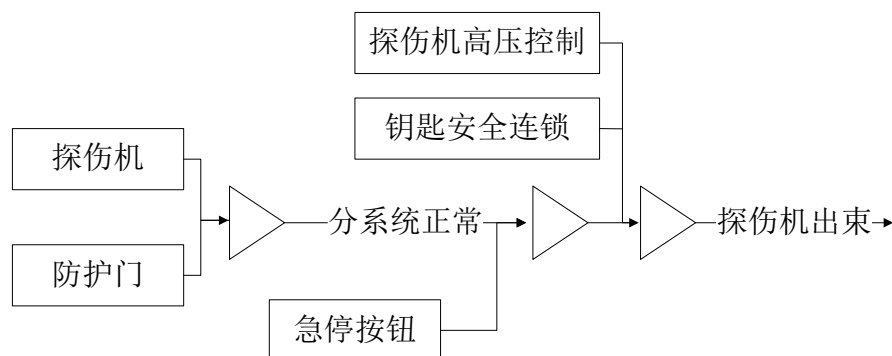 探伤机高压控制
钥匙安全连锁
探伤机
分系统正常
探伤机出束
防护门
急停按钮